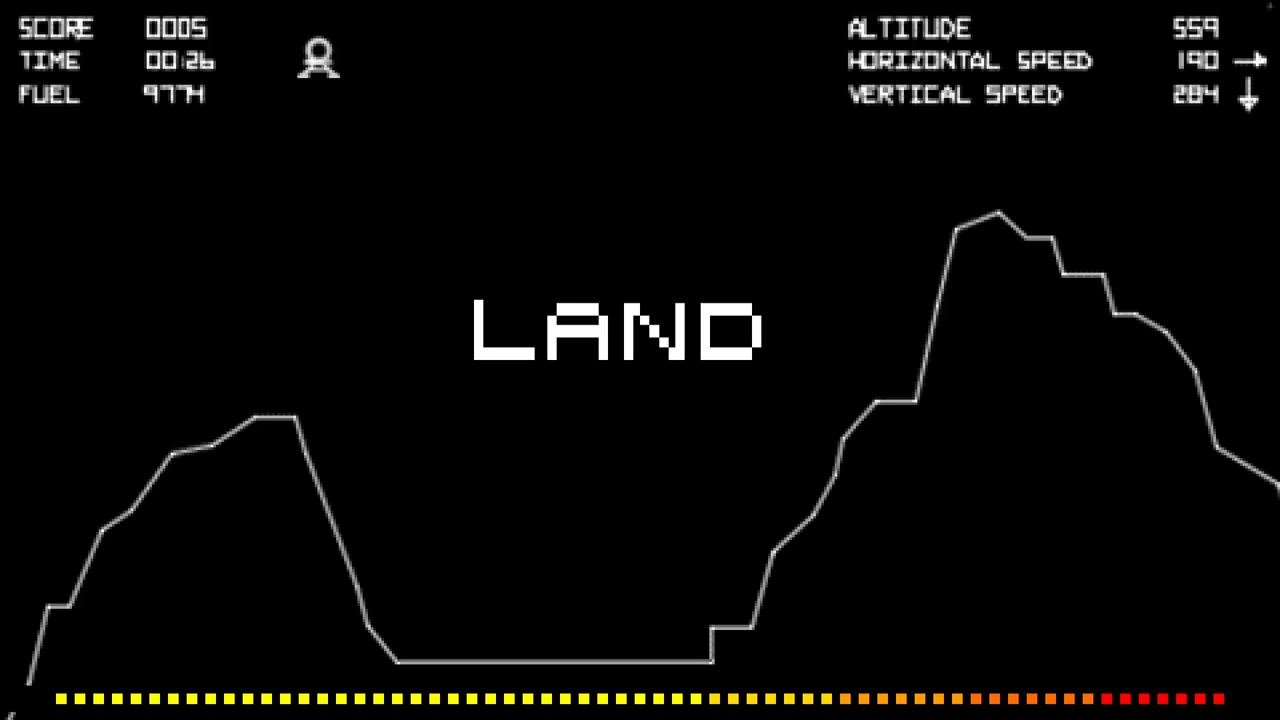 SCORE 0005
TIME 00:26
FUEL 9774
ALTITUDE 559
HORIZONTAL SPEED 190 →
VERTICAL SPEED 284 ↓
LAND